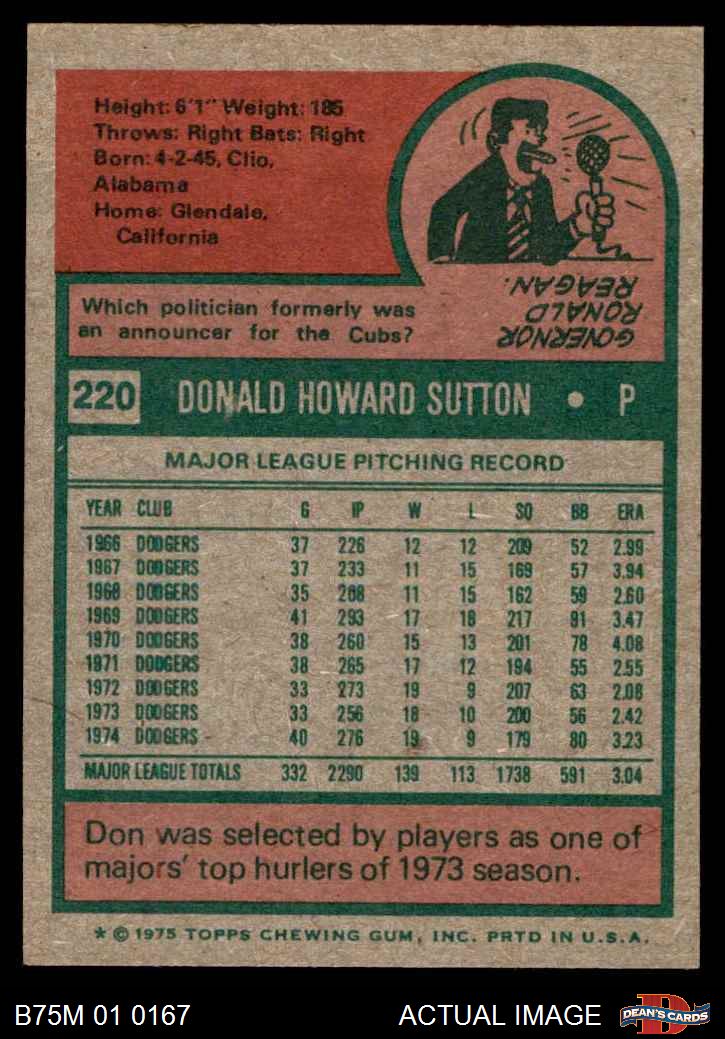 Height: 6'1" Weight: 185
Throws: Right Bats: Right
Born: 4-2-45, Clio,
Alabama
Home: Glendale,
California
Which politician formerly was
an announcer for the Cubs?
GOVERNOR
RONALD
REAGAN.
220 DONALD HOWARD SUTTON • P
MAJOR LEAGUE PITCHING RECORD
YEAR CLUB G IP W L SO BB ERA
1966 DODGERS 37 226 12 12 209 52 2.99
1967 DODGERS 37 233 11 15 169 57 3.94
1968 DODGERS 35 208 11 15 162 59 2.60
1969 DODGERS 41 293 17 18 217 91 3.47
1970 DODGERS 38 260 15 13 201 78 4.08
1971 DODGERS 38 265 17 12 194 55 2.55
1972 DODGERS 33 273 19 9 207 63 2.08
1973 DODGERS 33 256 18 10 200 56 2.42
1974 DODGERS 40 276 19 9 179 80 3.23
MAJOR LEAGUE TOTALS 332 2290 139 113 1738 591 3.04
Don was selected by players as one of
majors' top hurlers of 1973 season.
* © 1975 TOPPS CHEWING GUM, INC. PRTD IN U.S.A.
B75M 01 0167 ACTUAL IMAGE D DEAN'S CARDS